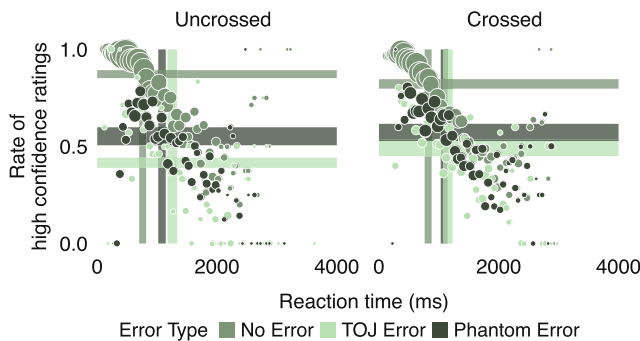 Uncrossed Crossed
Rate of
high confidence ratings
1.0
0.5
0.0
0 2000 4000 0 2000 4000
Reaction time (ms)
Error Type No Error TOJ Error Phantom Error